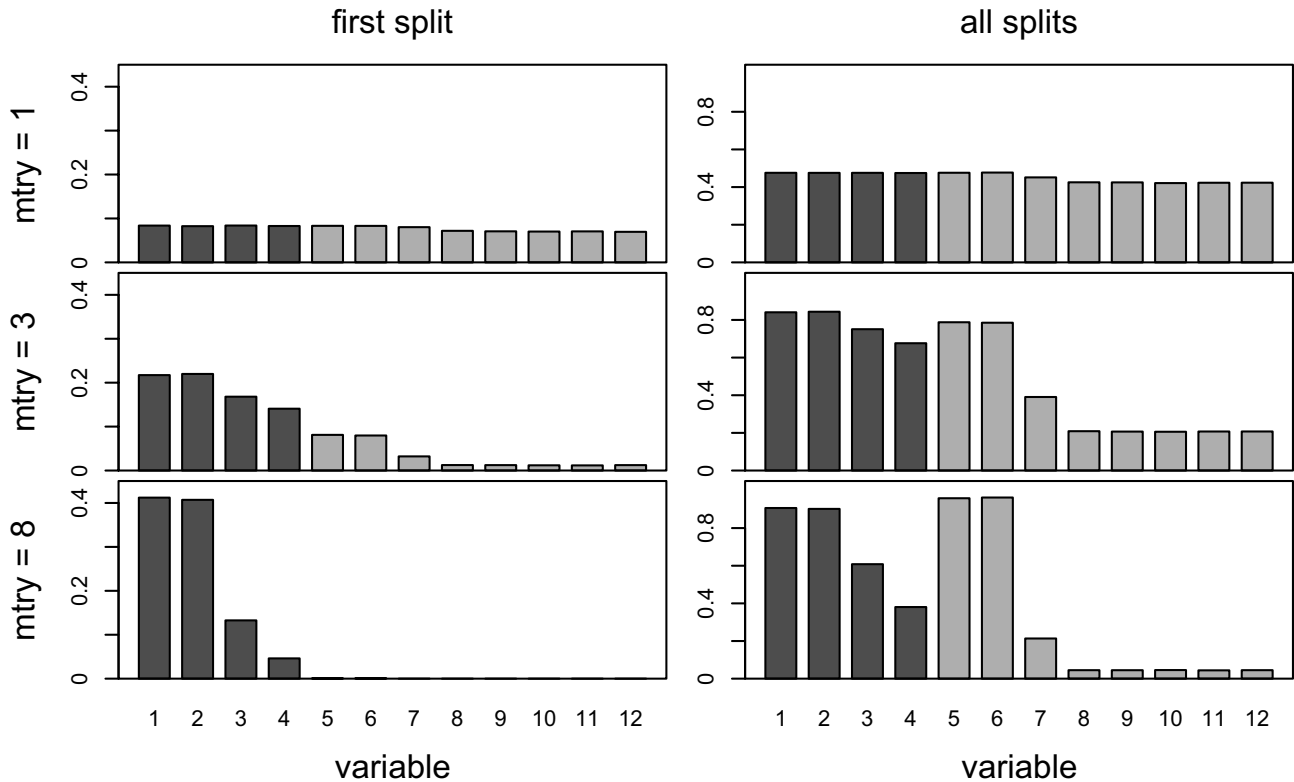 first split
all splits
mtry = 1
0 0.2 0.4
0 0.4 0.8
mtry = 3
0 0.2 0.4
0 0.4 0.8
mtry = 8
0 0.2 0.4
0 0.4 0.8
1 2 3 4 5 6 7 8 9 10 11 12
1 2 3 4 5 6 7 8 9 10 11 12
variable
variable